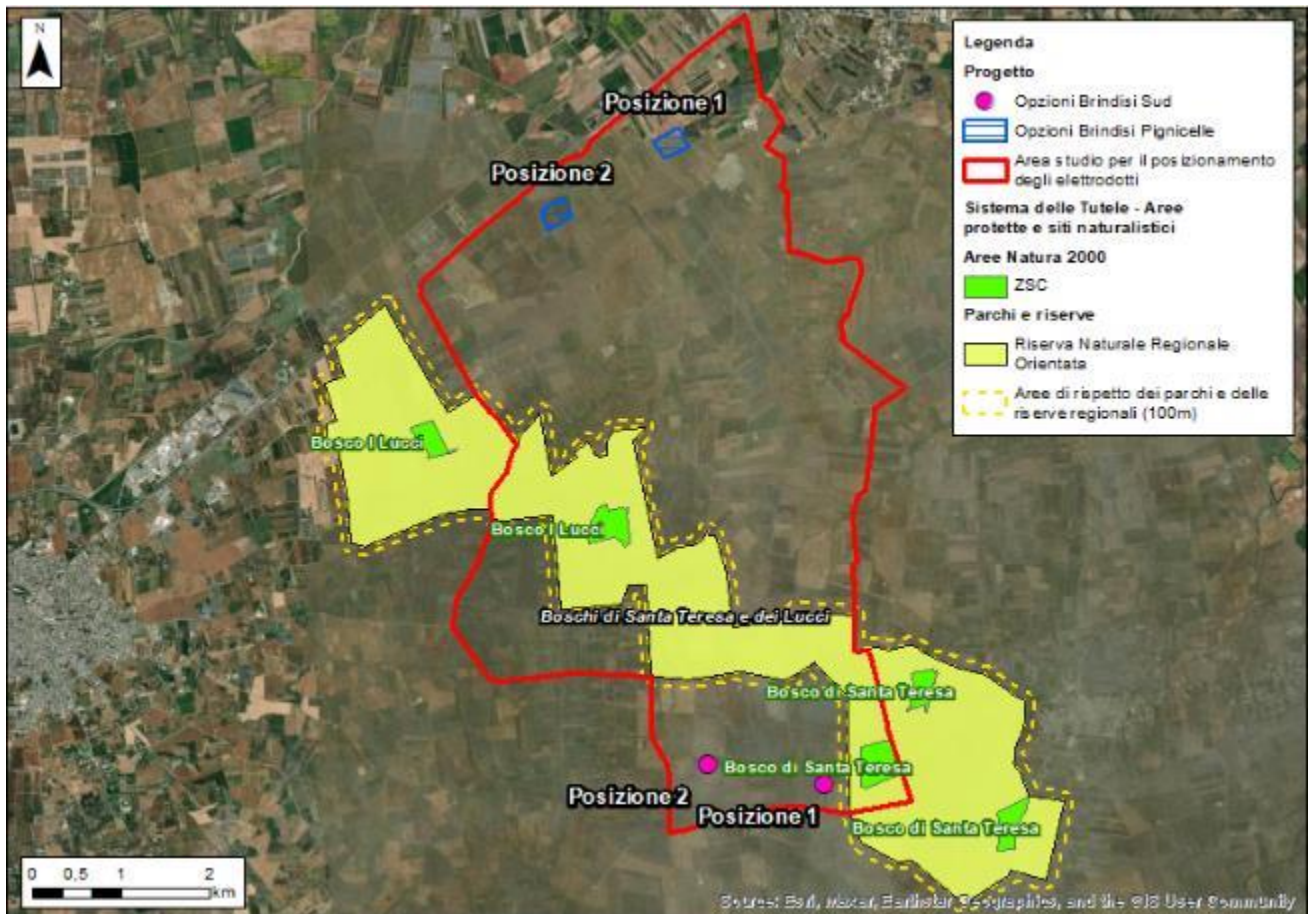 N
Posizione 1
Posizione 2
Bosco I Lucci
Bosco I Lucci
Boschi di Santa Teresa e dei Lucci
Bosco di Santa Teresa
Bosco di Santa Teresa
Posizione 2
Posizione 1
Bosco di Santa Teresa
Legenda
Progetto
Opzioni Brindisi Sud
Opzioni Brindisi Pignicelle
Area studio per il posizionamento
degli elettrodotti
Sistema delle Tutele - Aree
protette e siti naturalistici
Aree Natura 2000
ZSC
Parchi e riserve
Riserva Naturale Regionale
Orientata
Aree di rispetto dei parchi e delle
riserve regionali (100m)
0 0,5 1 2
km
Source: Esri, Maxar, Earthstar Geographics, and the GIS User Community